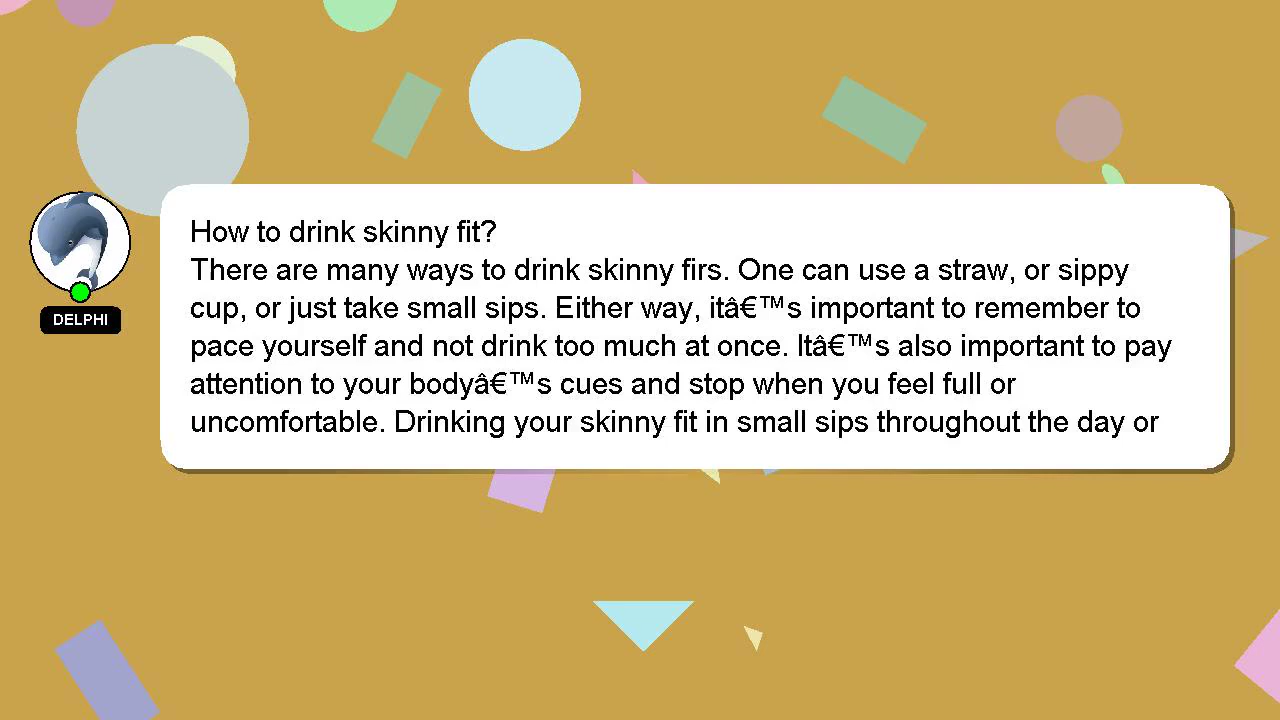 How to drink skinny fit?
There are many ways to drink skinny firs. One can use a straw, or sippy
cup, or just take small sips. Either way, itâ€™s important to remember to
pace yourself and not drink too much at once. Itâ€™s also important to pay
attention to your bodyâ€™s cues and stop when you feel full or
uncomfortable. Drinking your skinny fit in small sips throughout the day or
DELPHI